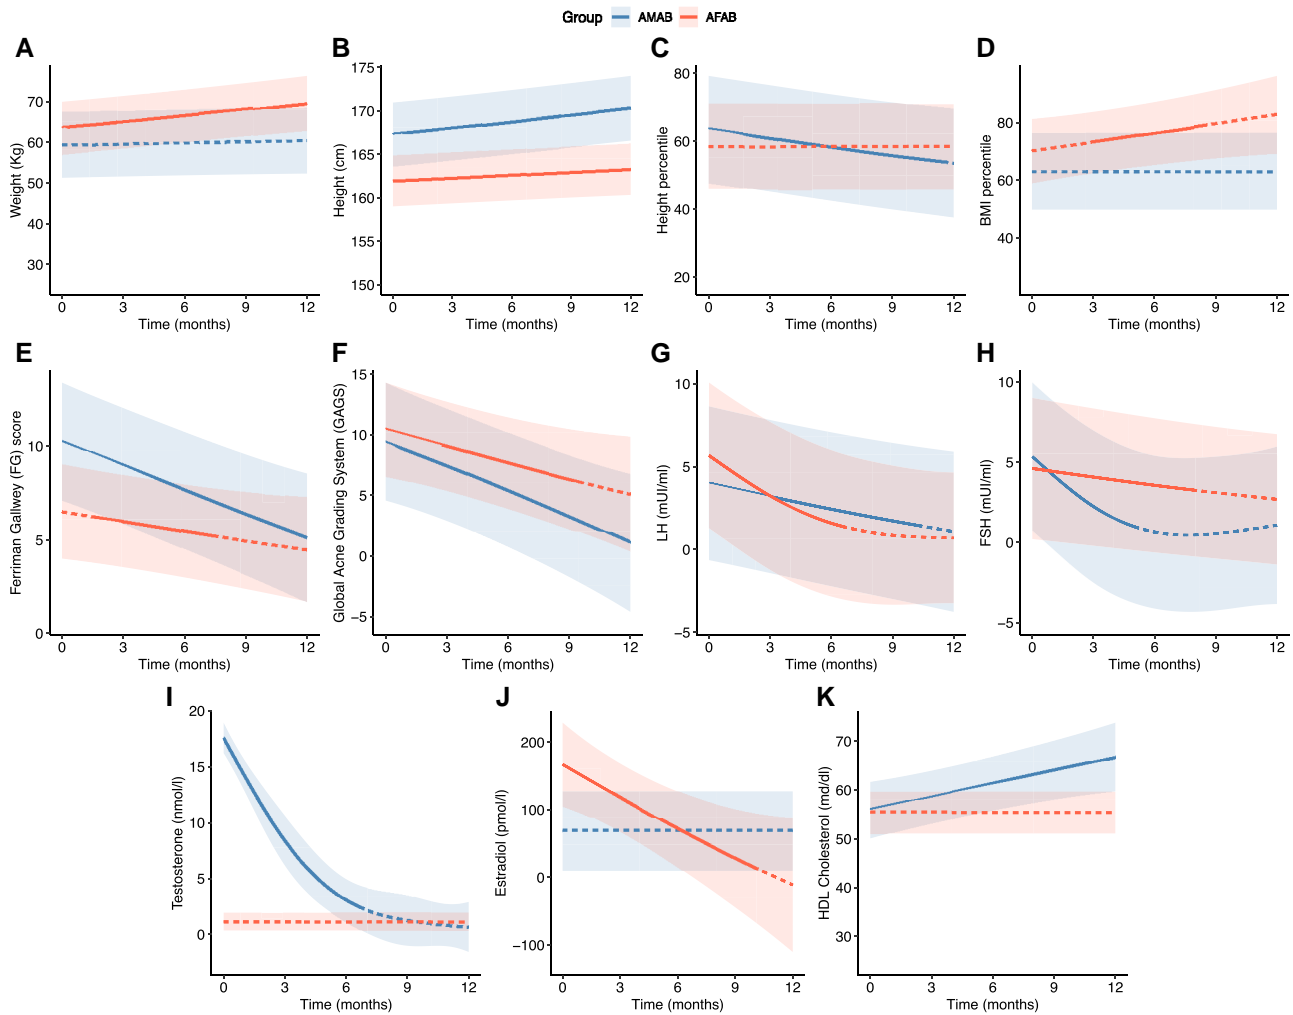 Group AMAB AFAB
A B C D
Weight (Kg)
70
60
50
40
30
0 3 6 9 12
Time (months)
Height (cm)
175
170
165
160
155
150
0 3 6 9 12
Time (months)
Height percentile
80
60
40
20
0 3 6 9 12
Time (months)
BMI percentile
80
60
40
0 3 6 9 12
Time (months)
E F G H
Ferriman Gallwey (FG) score
10
5
0
0 3 6 9 12
Time (months)
Global Acne Grading System (GAGS)
15
10
5
0
−5
0 3 6 9 12
Time (months)
LH (mUI/ml)
10
5
0
−5
0 3 6 9 12
Time (months)
FSH (mUI/ml)
10
5
0
−5
0 3 6 9 12
Time (months)
I J K
Testosterone (nmol/l)
20
15
10
5
0
0 3 6 9 12
Time (months)
Estradiol (pmol/l)
200
100
0
−100
0 3 6 9 12
Time (months)
HDL Cholesterol (md/dl)
70
60
50
40
30
0 3 6 9 12
Time (months)